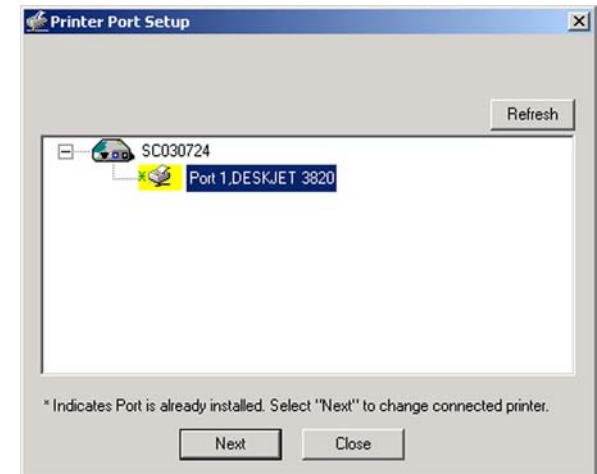 Printer Port Setup
Refresh
SC030724
* Port 1,DESKJET 3820
* Indicates Port is already installed. Select "Next" to change connected printer.
Next Close